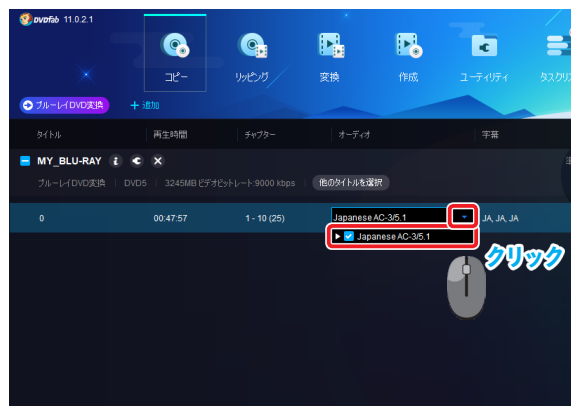 DVDFab 11.0.2.1
コピー
リッピング
変換
作成
ユーティリティ
ブルーレイDVD変換
+ 追加
タイトル 再生時間 チャプター オーディオ 字幕
MY_BLU-RAY i
ブルーレイDVD変換 DVD5 3245MB ビデオビットレート:9000 kbps 他のタイトルを選択
0 00:47:57 1 - 10 (25) Japanese AC-3/5.1 JA, JA, JA
Japanese AC-3/5.1
クリック